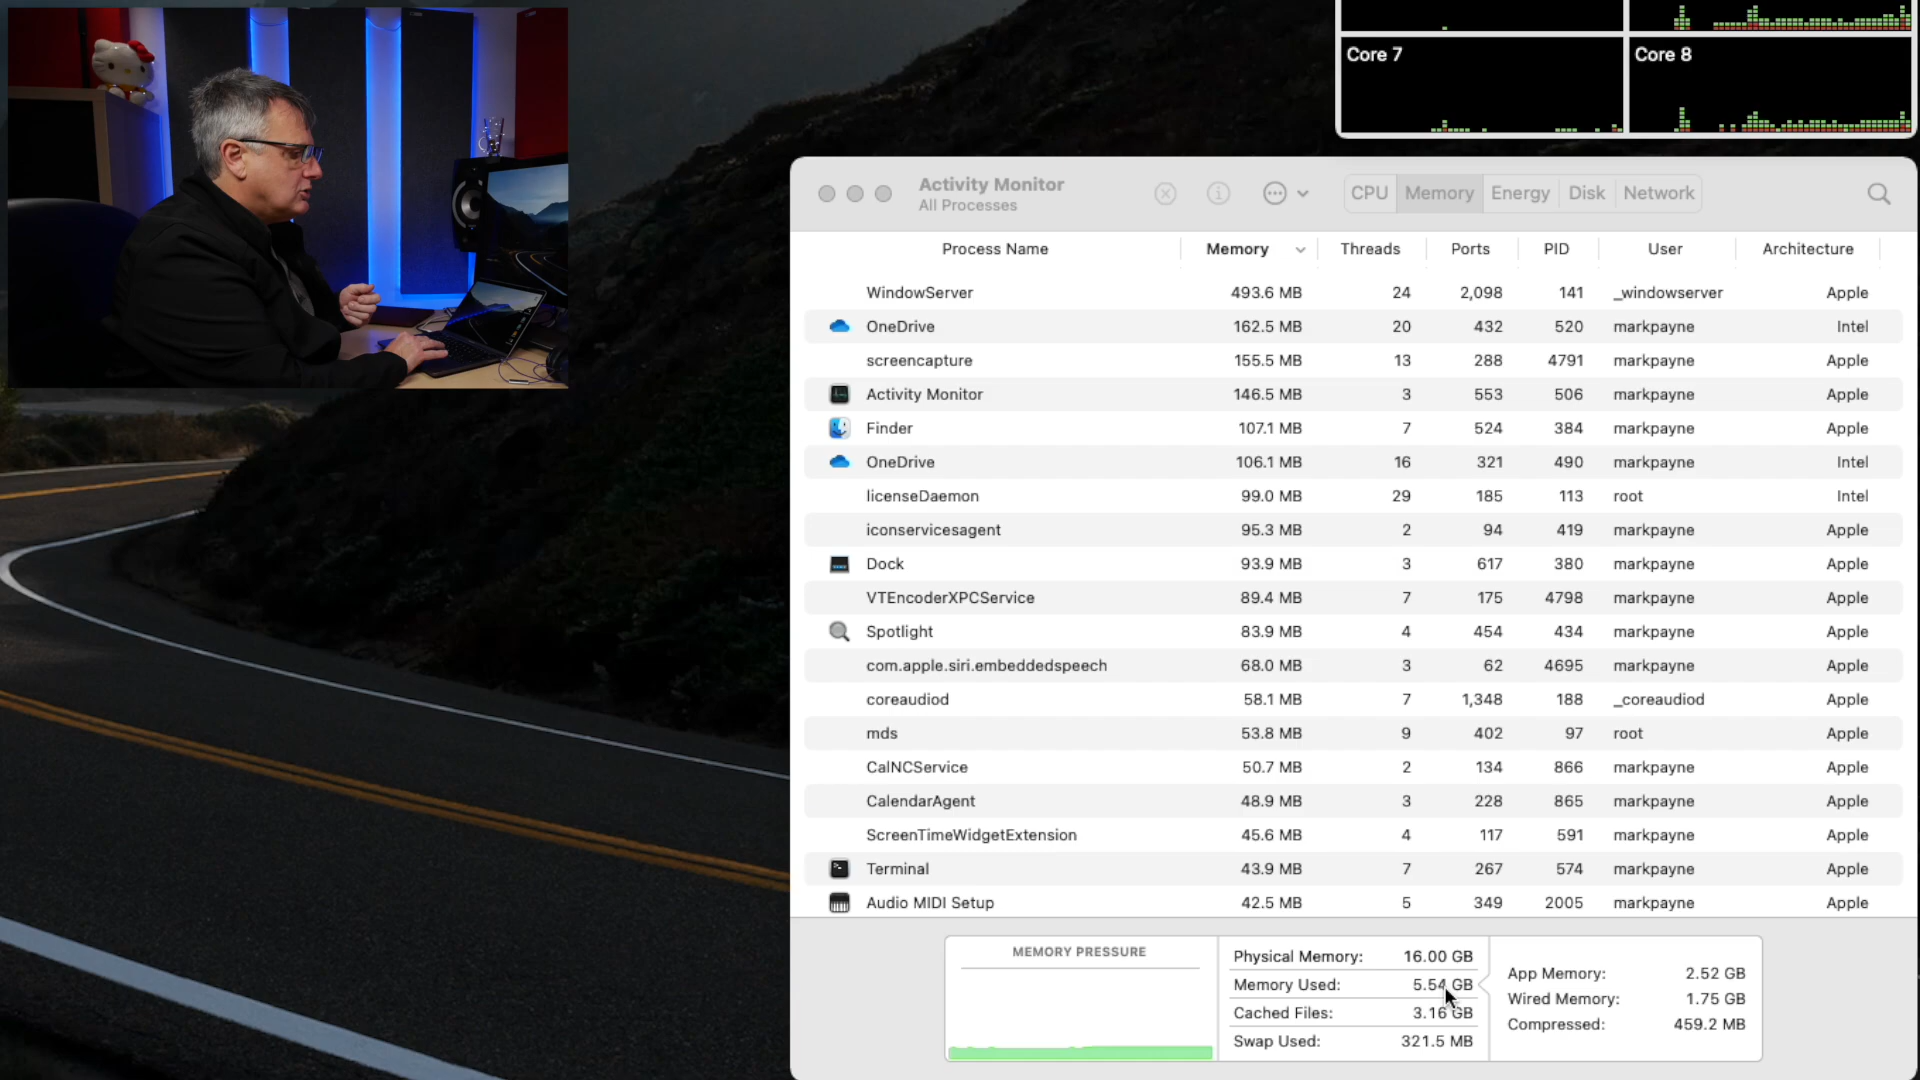 Core 7
Core 8
Activity Monitor
All Processes
CPU Memory Energy Disk Network
Process Name Memory Threads Ports PID User Architecture
WindowServer 493.6 MB 24 2,098 141 _windowserver Apple
OneDrive 162.5 MB 20 432 520 markpayne Intel
screencapture 155.5 MB 13 288 4791 markpayne Apple
Activity Monitor 146.5 MB 3 553 506 markpayne Apple
Finder 107.1 MB 7 524 384 markpayne Apple
OneDrive 106.1 MB 16 321 490 markpayne Intel
licenseDaemon 99.0 MB 29 185 113 root Intel
iconservicesagent 95.3 MB 2 94 419 markpayne Apple
Dock 93.9 MB 3 617 380 markpayne Apple
VTEncoderXPCService 89.4 MB 7 175 4798 markpayne Apple
Spotlight 83.9 MB 4 454 434 markpayne Apple
com.apple.siri.embeddedspeech 68.0 MB 3 62 4695 markpayne Apple
coreaudiod 58.1 MB 7 1,348 188 _coreaudiod Apple
mds 53.8 MB 9 402 97 root Apple
CalNCService 50.7 MB 2 134 866 markpayne Apple
CalendarAgent 48.9 MB 3 228 865 markpayne Apple
ScreenTimeWidgetExtension 45.6 MB 4 117 591 markpayne Apple
Terminal 43.9 MB 7 267 574 markpayne Apple
Audio MIDI Setup 42.5 MB 5 349 2005 markpayne Apple
MEMORY PRESSURE
Physical Memory: 16.00 GB
Memory Used: 5.54 GB
Cached Files: 3.16 GB
Swap Used: 321.5 MB
App Memory: 2.52 GB
Wired Memory: 1.75 GB
Compressed: 459.2 MB